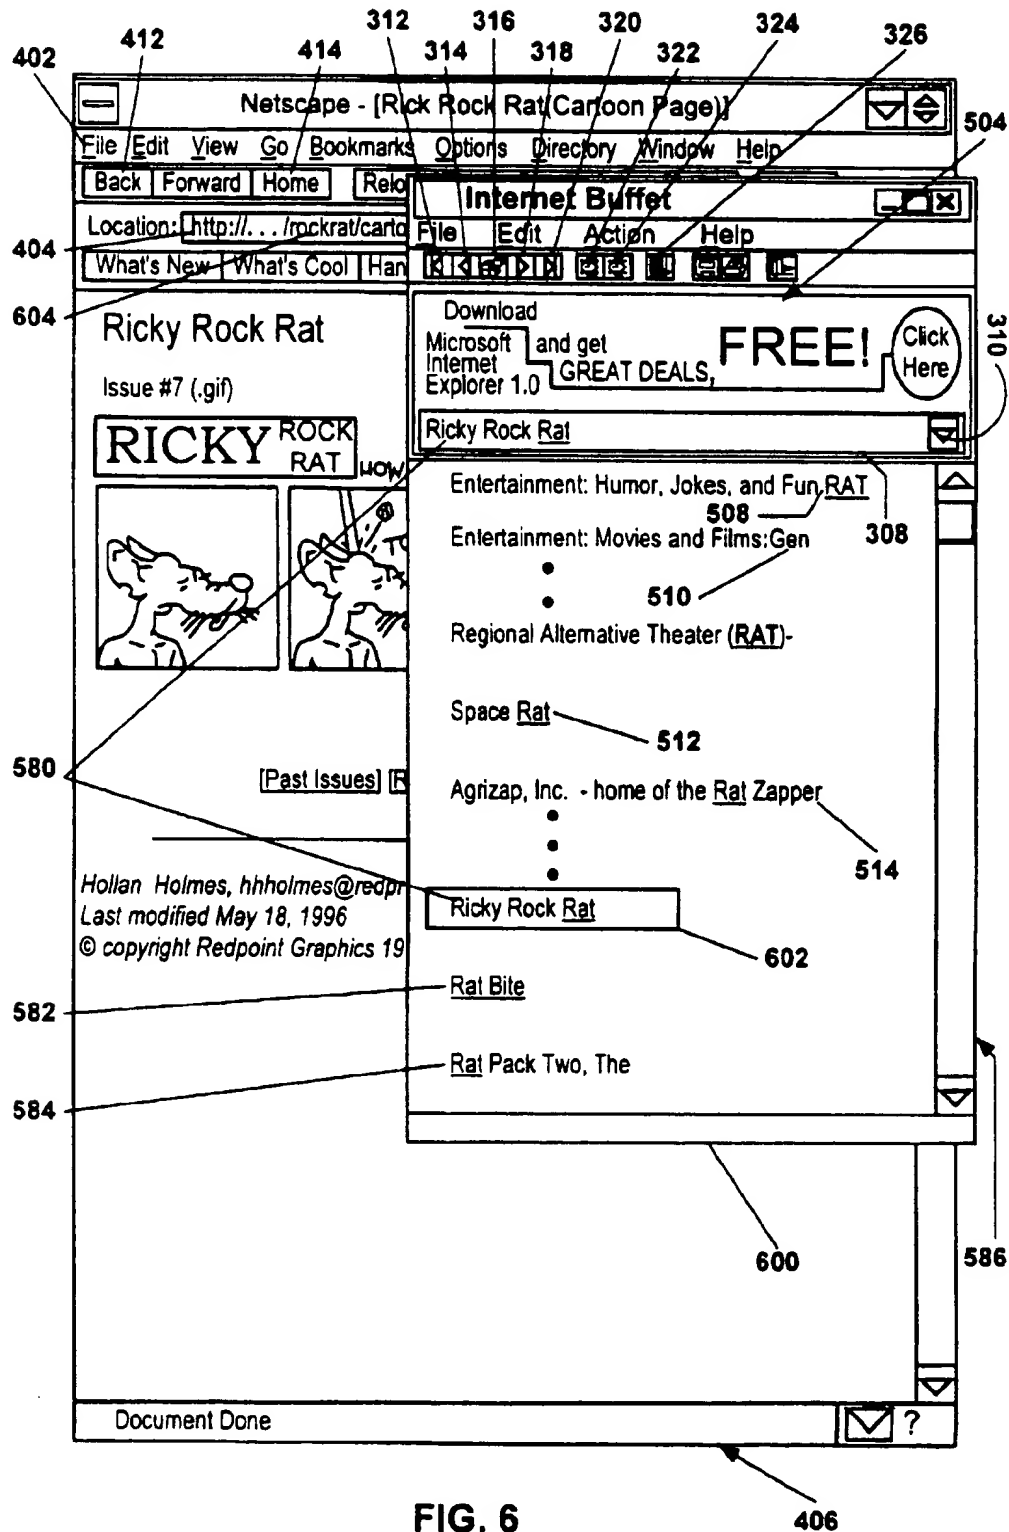 312 316 320 324 326
402 412 414 314 318 322
504
Netscape - [Rick Rock Rat(Cartoon Page)]
File Edit View Go Bookmarks Options Directory Window Help
Back Forward Home Relo
Internet Buffet
Location: http://. . . /rockrat/carto
File Edit Action Help
404
What's New What's Cool Han
604
Ricky Rock Rat
Issue #7 (.gif)
RICKY ROCK RAT
HOW
Download
Microsoft Internet Explorer 1.0
and get
GREAT DEALS,
FREE!
Click Here
310
Ricky Rock Rat
308
Entertainment: Humor, Jokes, and Fun RAT
508
Entertainment: Movies and Films:Gen
510
Regional Alternative Theater (RAT)-
Space Rat
512
580
[Past Issues] [R
Agrizap, Inc. - home of the Rat Zapper
514
Hollan Holmes, hhholmes@redpr
Last modified May 18, 1996
© copyright Redpoint Graphics 19
Ricky Rock Rat
602
582
Rat Bite
584
Rat Pack Two, The
600
586
Document Done
?
406
FIG. 6